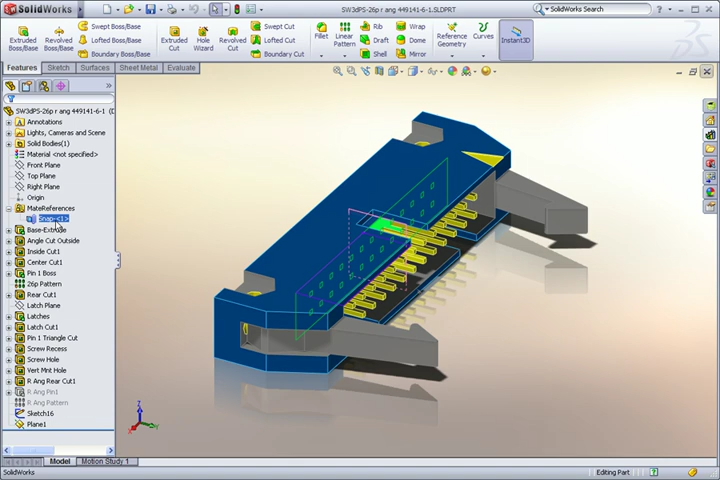 SolidWorks
SW3dPS-26p r ang 449141-6-1.SLDPRT
SolidWorks Search
Extruded Boss/Base
Revolved Boss/Base
Swept Boss/Base
Lofted Boss/Base
Boundary Boss/Base
Extruded Cut
Hole Wizard
Revolved Cut
Swept Cut
Lofted Cut
Boundary Cut
Fillet
Linear Pattern
Rib
Draft
Shell
Wrap
Dome
Mirror
Reference Geometry
Curves
Instant3D
Features
Sketch
Surfaces
Sheet Metal
Evaluate
SW3dPS-26p r ang 449141-6-1 (D
Annotations
Lights, Cameras and Scene
Solid Bodies(1)
Material <not specified>
Front Plane
Top Plane
Right Plane
Origin
MateReferences
Snap-<1>
Base-Extrude
Angle Cut Outside
Inside Cut1
Center Cut1
Pin 1 Boss
26p Pattern
Rear Cut1
Latch Plane
Latches
Latch Cut1
Pin 1 Triangle Cut
Screw Recess
Screw Hole
Vert Mnt Hole
R Ang Rear Cut1
R Ang Pin1
R Ang Pattern
Sketch16
Plane1
Model
Motion Study 1
SolidWorks
Editing Part